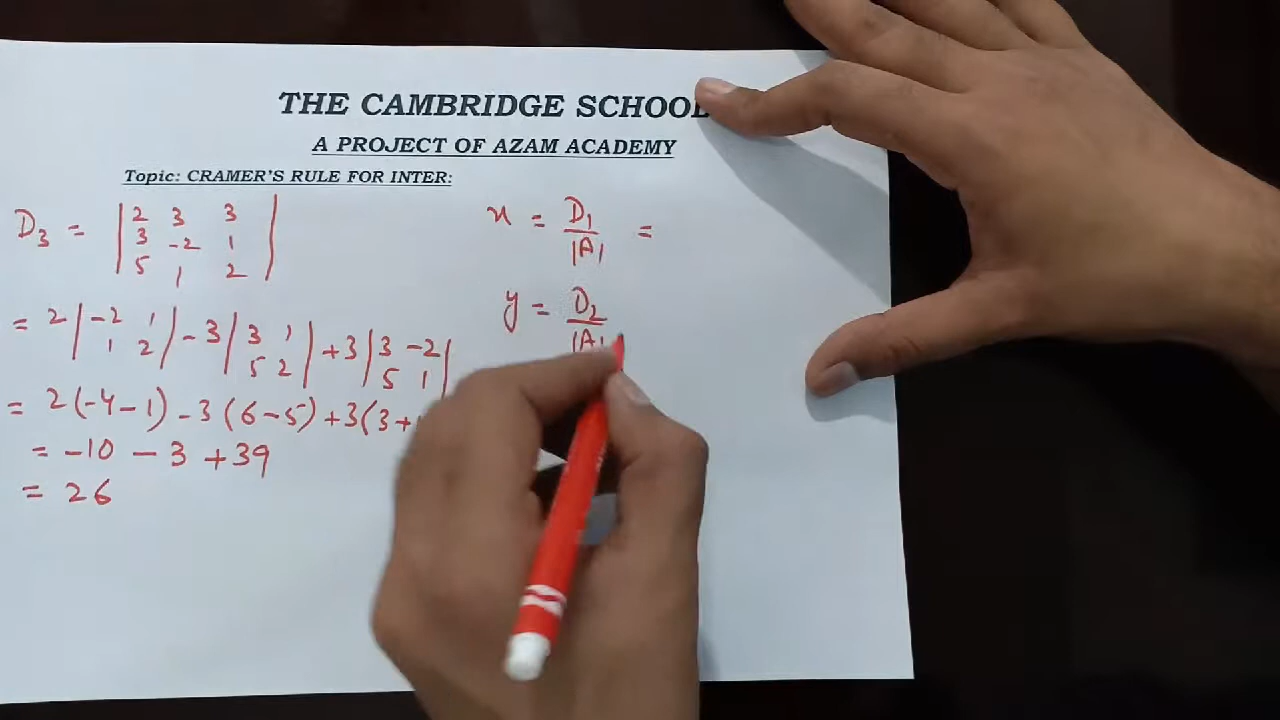 THE CAMBRIDGE SCHOOL
A PROJECT OF AZAM ACADEMY
Topic: CRAMER'S RULE FOR INTER:
D₃ = | 2 3 3 |
3 -2 1
5 1 2
= 2 | -2 1 | - 3 | 3 1 | + 3 | 3 -2 |
1 2 5 2 5 1
= 2(-4-1) - 3(6-5) + 3(3+
= -10 - 3 + 39
= 26
x = D₁/|A| =
y = D₂/|A|